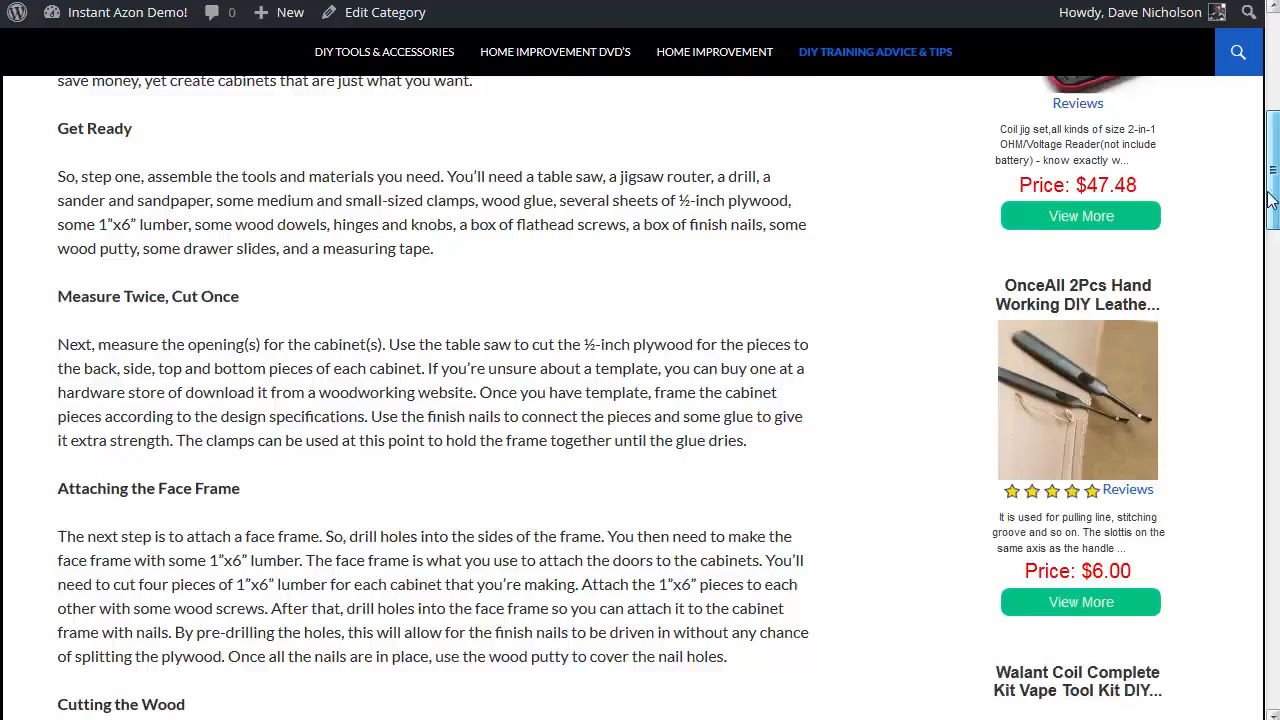 Instant Azon Demo! 0 New Edit Category Howdy, Dave Nicholson
DIY TOOLS & ACCESSORIES HOME IMPROVEMENT DVD'S HOME IMPROVEMENT DIY TRAINING ADVICE & TIPS
save money, yet create cabinets that are just what you want.
Get Ready
So, step one, assemble the tools and materials you need. You’ll need a table saw, a jigsaw router, a drill, a
sander and sandpaper, some medium and small-sized clamps, wood glue, several sheets of ½-inch plywood,
some 1”x6” lumber, some wood dowels, hinges and knobs, a box of flathead screws, a box of finish nails, some
wood putty, some drawer slides, and a measuring tape.
Measure Twice, Cut Once
Next, measure the opening(s) for the cabinet(s). Use the table saw to cut the ½-inch plywood for the pieces to
the back, side, top and bottom pieces of each cabinet. If you’re unsure about a template, you can buy one at a
hardware store of download it from a woodworking website. Once you have template, frame the cabinet
pieces according to the design specifications. Use the finish nails to connect the pieces and some glue to give
it extra strength. The clamps can be used at this point to hold the frame together until the glue dries.
Attaching the Face Frame
The next step is to attach a face frame. So, drill holes into the sides of the frame. You then need to make the
face frame with some 1”x6” lumber. The face frame is what you use to attach the doors to the cabinets. You’ll
need to cut four pieces of 1”x6” lumber for each cabinet that you’re making. Attach the 1”x6” pieces to each
other with some wood screws. After that, drill holes into the face frame so you can attach it to the cabinet
frame with nails. By pre-drilling the holes, this will allow for the finish nails to be driven in without any chance
of splitting the plywood. Once all the nails are in place, use the wood putty to cover the nail holes.
Cutting the Wood
Reviews
Coil jig set,all kinds of size 2-in-1
OHM/Voltage Reader(not include
battery) - know exactly w...
Price: $47.48
View More
OnceAll 2Pcs Hand
Working DIY Leathe...
Reviews
It is used for pulling line, stitching
groove and so on. The slottis on the
same axis as the handle ...
Price: $6.00
View More
Walant Coil Complete
Kit Vape Tool Kit DIY...